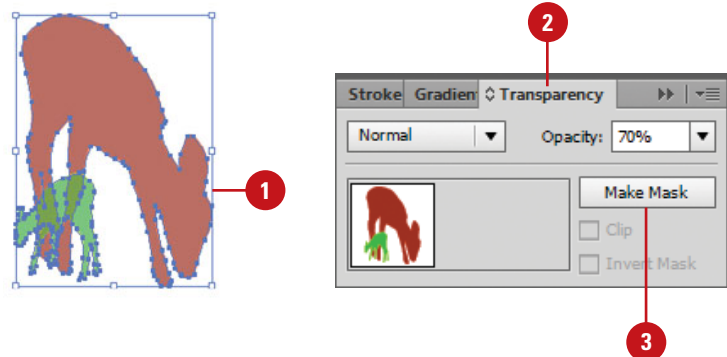 2
Stroke Gradien Transparency
Normal Opacity: 70%
1
Make Mask
Clip
Invert Mask
3